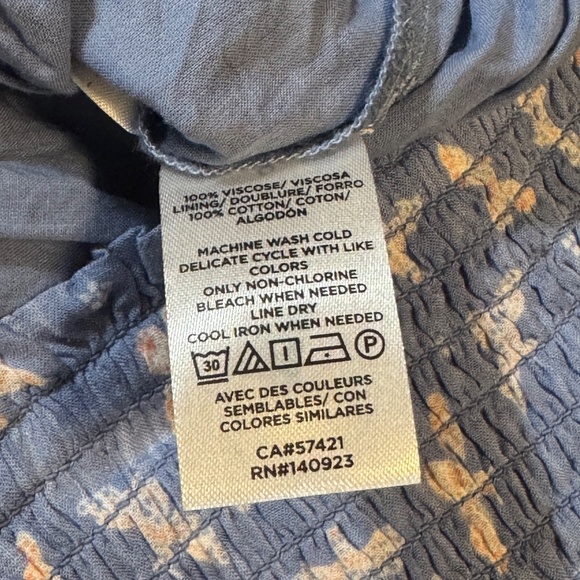 100% VISCOSE/ VISCOSA
LINING/ DOUBLURE/ FORRO
100% COTTON/ COTON/
ALGODÓN
MACHINE WASH COLD
DELICATE CYCLE WITH LIKE
COLORS
ONLY NON-CHLORINE
BLEACH WHEN NEEDED
LINE DRY
COOL IRON WHEN NEEDED
30 P
AVEC DES COULEURS
SEMBLABLES/ CON
COLORES SIMILARES
CA#57421
RN#140923